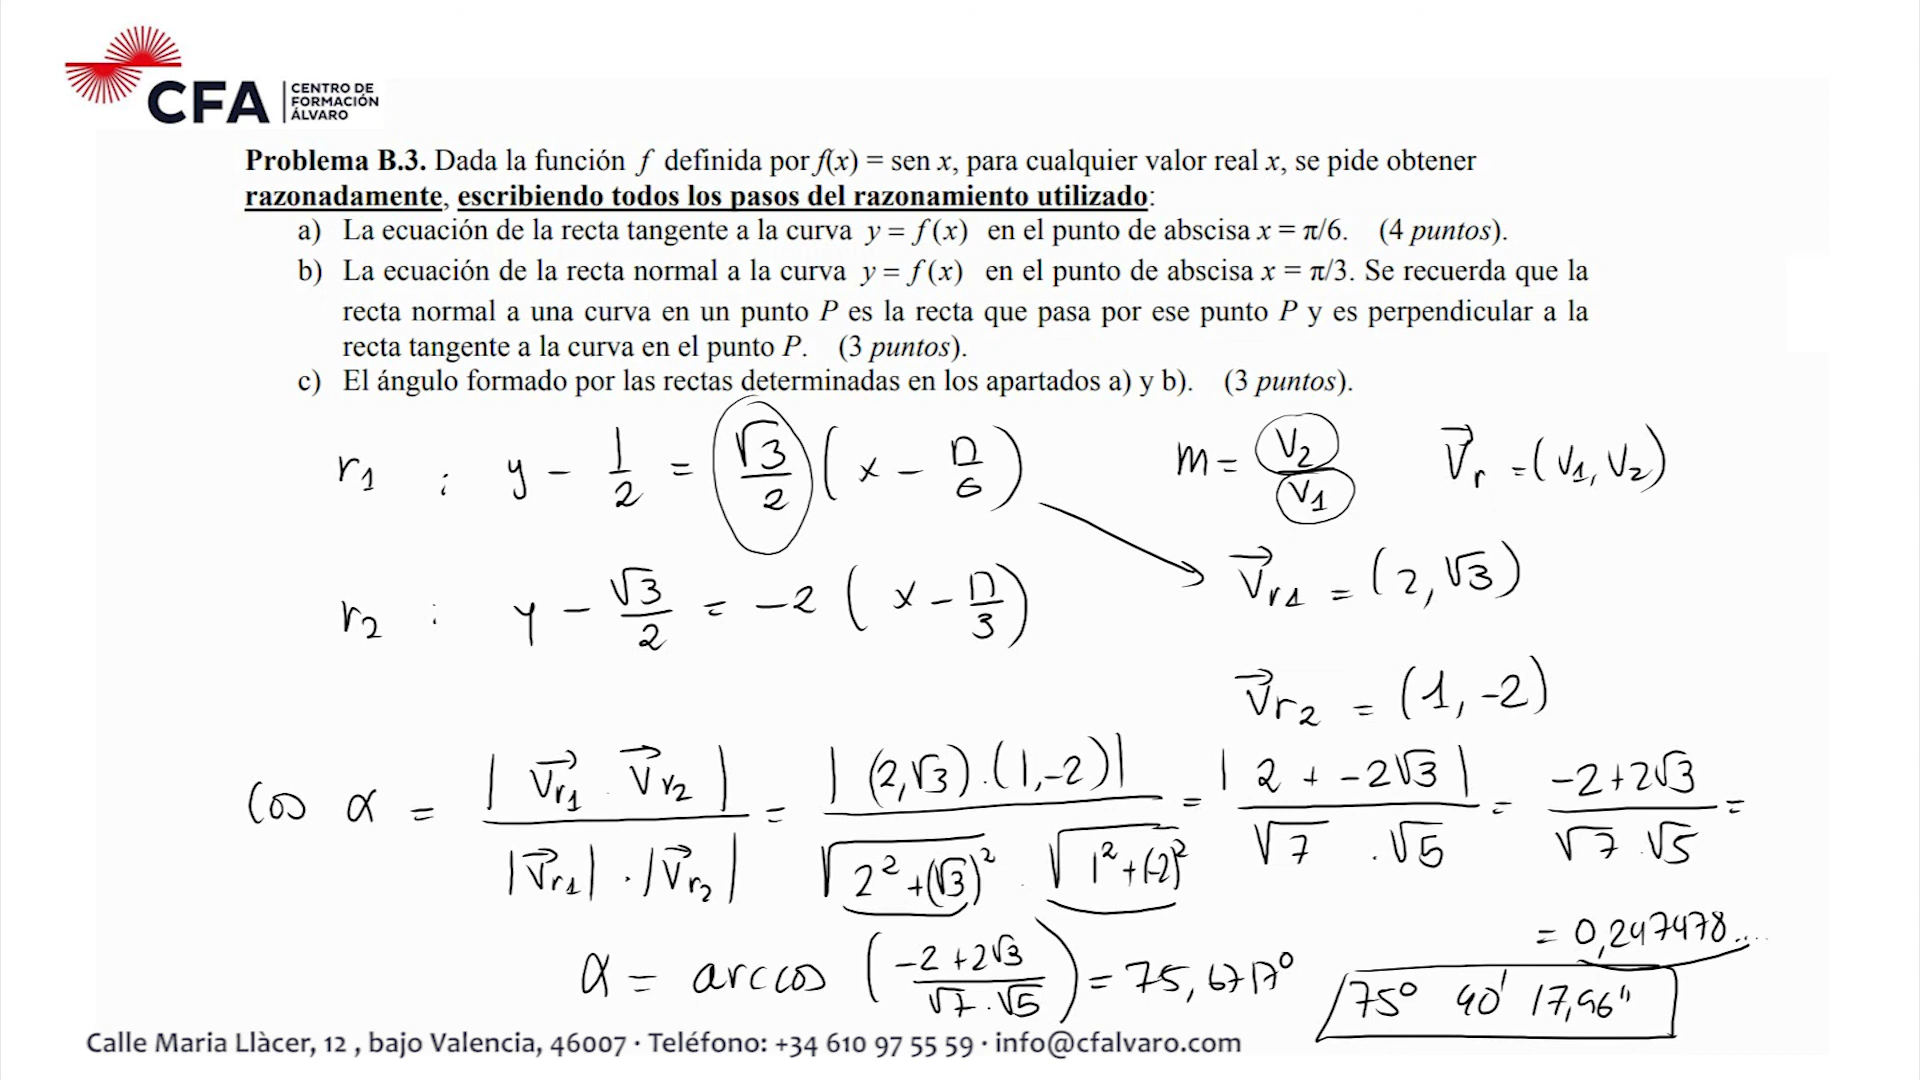 CFA
CENTRO DE
FORMACIÓN
ÁLVARO
Problema B.3. Dada la función f definida por f(x) = sen x, para cualquier valor real x, se pide obtener
razonadamente, escribiendo todos los pasos del razonamiento utilizado:
a) La ecuación de la recta tangente a la curva y = f(x) en el punto de abscisa x = π/6. (4 puntos).
b) La ecuación de la recta normal a la curva y = f(x) en el punto de abscisa x = π/3. Se recuerda que la
recta normal a una curva en un punto P es la recta que pasa por ese punto P y es perpendicular a la
recta tangente a la curva en el punto P. (3 puntos).
c) El ángulo formado por las rectas determinadas en los apartados a) y b). (3 puntos).
r₁ : y − 1/2 = √3/2 (x − π/6)
m = V₂/V₁
V⃗r = (V₁, V₂)
V⃗r₁ = (2, √3)
r₂ : y − √3/2 = −2 (x − π/3)
V⃗r₂ = (1, −2)
Cos α = |V⃗r₁ · V⃗r₂| / |V⃗r₁| · |V⃗r₂| = |(2,√3)·(1,−2)| / √2² + (√3)² · √1² + (−2)² = |2 + −2√3| / √7 · √5 = −2 + 2√3 / √7 · √5 =
= 0,247478...
α = arccos (−2 + 2√3 / √7 · √5) = 75,6717°
75° 40' 17,96"
Calle Maria Llàcer, 12 , bajo Valencia, 46007 · Teléfono: +34 610 97 55 59 · info@cfalvaro.com